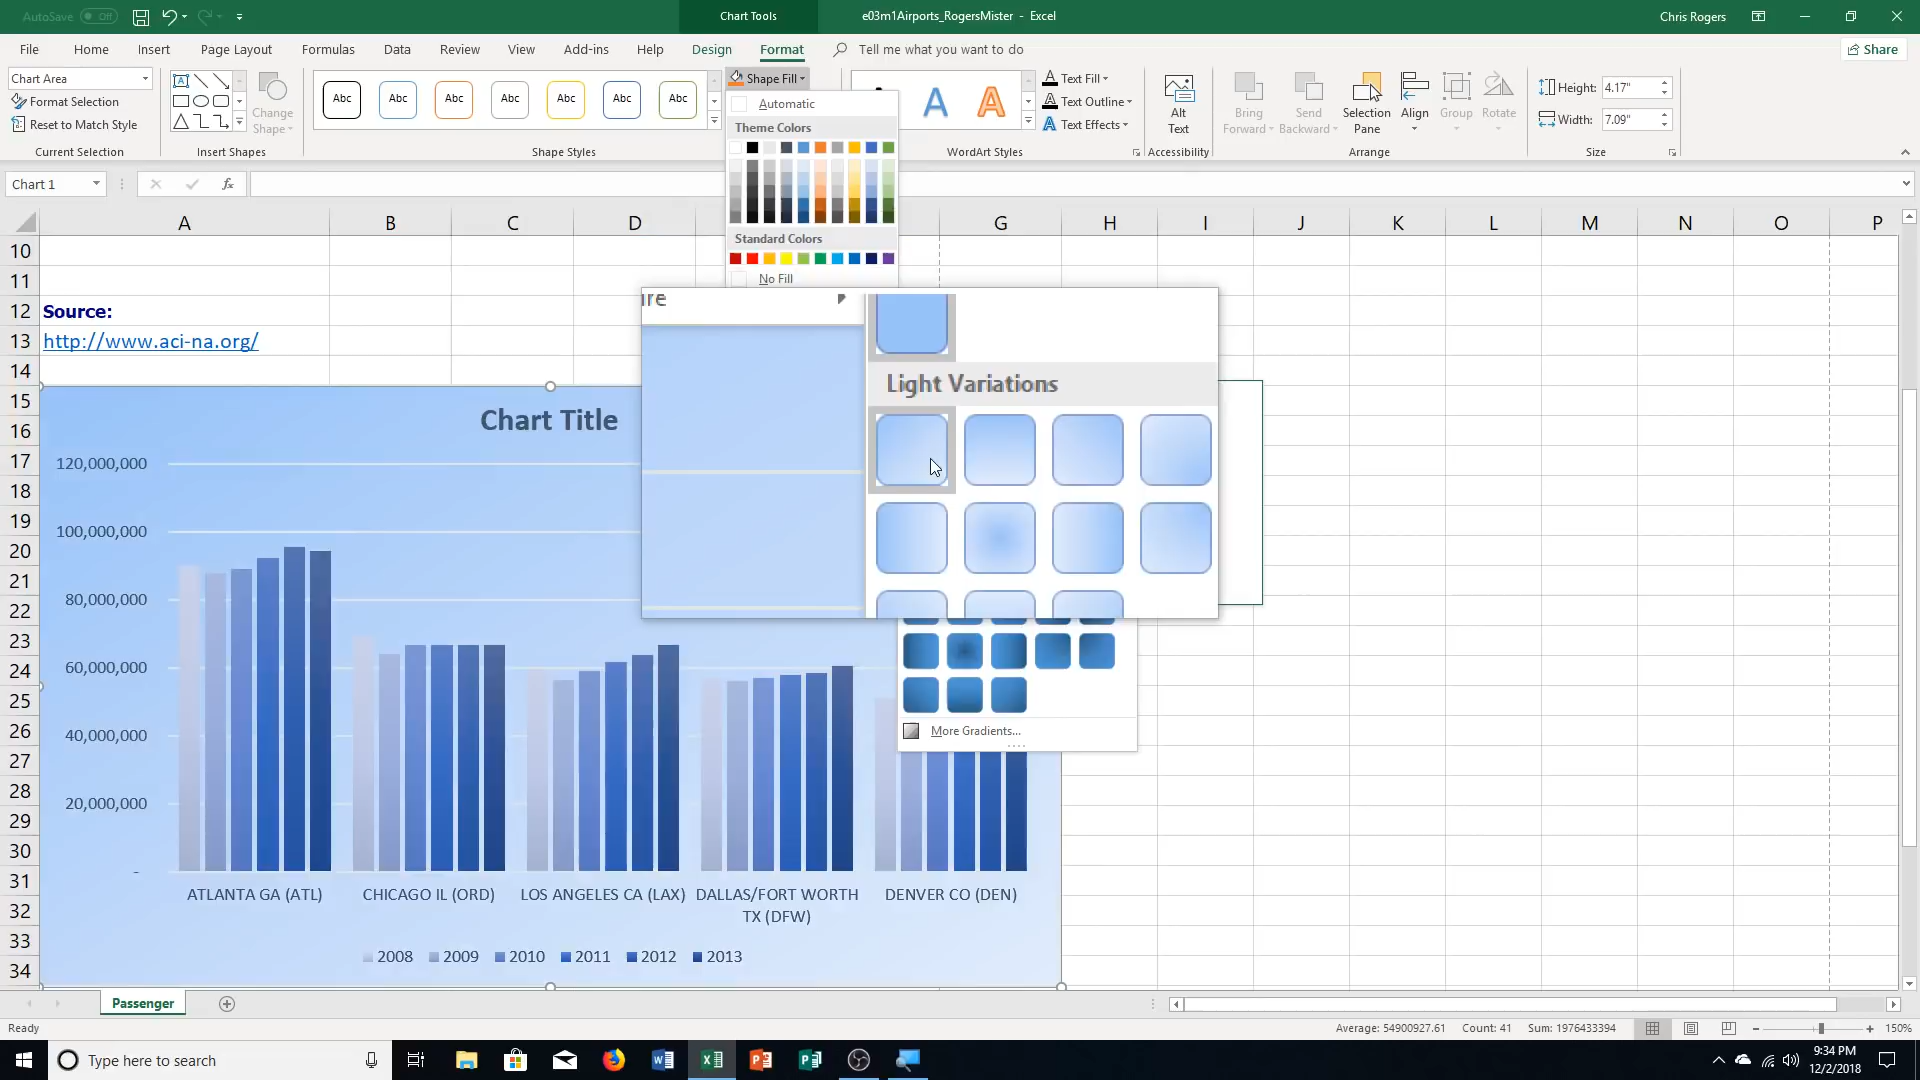 AutoSave Off
Chart Tools
e03m1Airports_RogersMister - Excel
Chris Rogers
File Home Insert Page Layout Formulas Data Review View Add-ins Help Design Format Tell me what you want to do Share
Chart Area
Format Selection
Reset to Match Style
Current Selection
Change
Shape
Insert Shapes
Abc Abc Abc Abc Abc Abc Abc
Shape Styles
Shape Fill
Automatic
Theme Colors
Standard Colors
No Fill
A A
Text Fill
Text Outline
Text Effects
WordArt Styles
Alt
Text
Accessibility
Bring
Forward
Send
Backward
Selection
Pane
Align
Group
Rotate
Arrange
Height: 4.17"
Width: 7.09"
Size
Chart 1
fx
A B C D G H I J K L M N O P
10
11
12 Source:
13 http://www.aci-na.org/
14
15
16
17
18
19
20
21
22
23
24
25
26
27
28
29
30
31
32
33
34
ure
Light Variations
More Gradients...
Chart Title
120,000,000
100,000,000
80,000,000
60,000,000
40,000,000
20,000,000
-
ATLANTA GA (ATL) CHICAGO IL (ORD) LOS ANGELES CA (LAX) DALLAS/FORT WORTH DENVER CO (DEN)
TX (DFW)
2008 2009 2010 2011 2012 2013
Passenger
Ready
Average: 54900927.61 Count: 41 Sum: 1976433394
150%
Type here to search
9:34 PM
12/2/2018